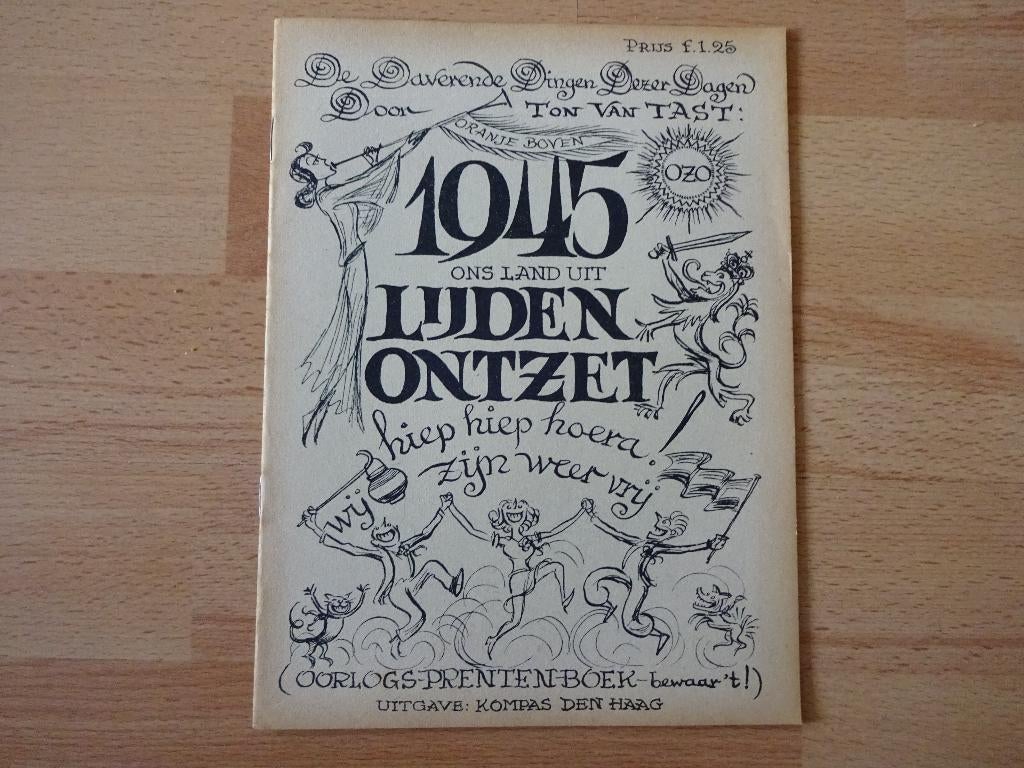 PRIJS f.1.25
De Daverende Dingen Dezer Dagen
Door TON VAN TAST:
ORANJE BOVEN
1945
OZO
ONS LAND UIT
LIJDEN
ONTZET
hiep hiep hoera!
wij zijn weer vrij
(OORLOGS-PRENTEN-BOEK-bewaar 't!)
UITGAVE: KOMPAS DEN HAAG